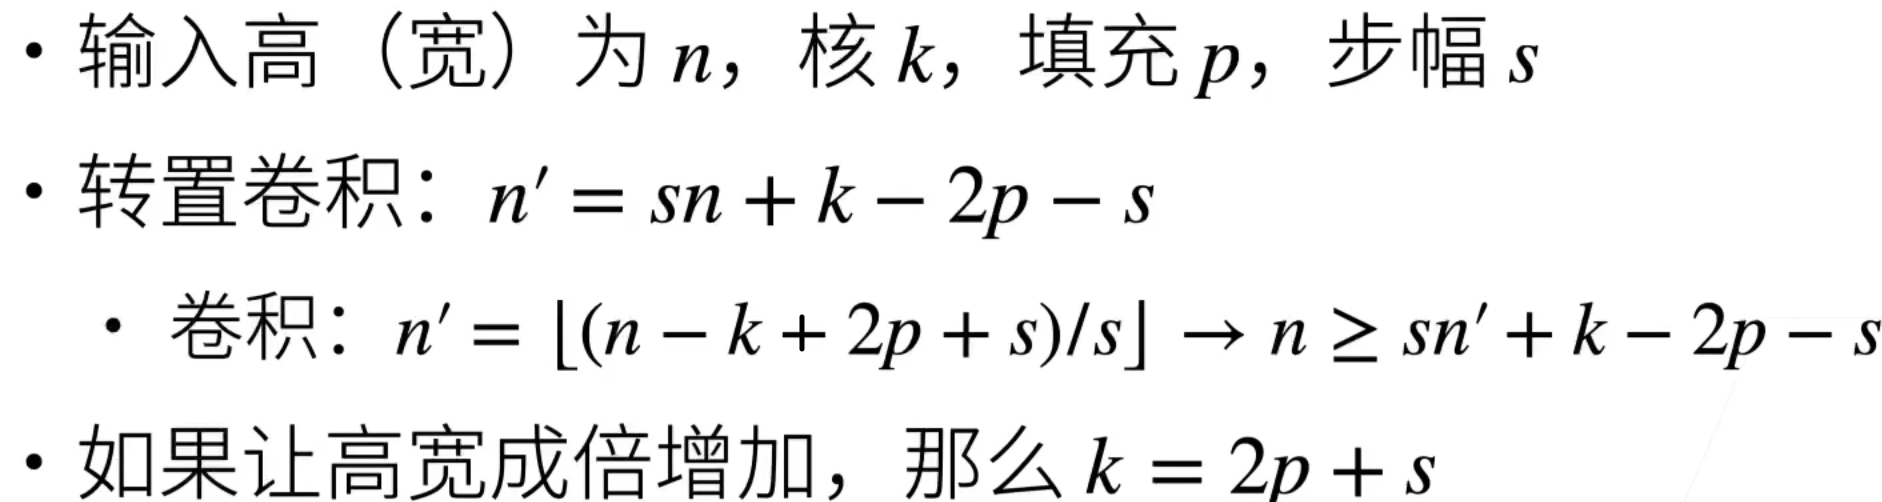 • 输入高（宽）为 n，核 k，填充 p，步幅 s
• 转置卷积：n′ = sn + k − 2p − s
• 卷积：n′ = ⌊(n − k + 2p + s)/s⌋ → n ≥ sn′ + k − 2p − s
• 如果让高宽成倍增加，那么 k = 2p + s